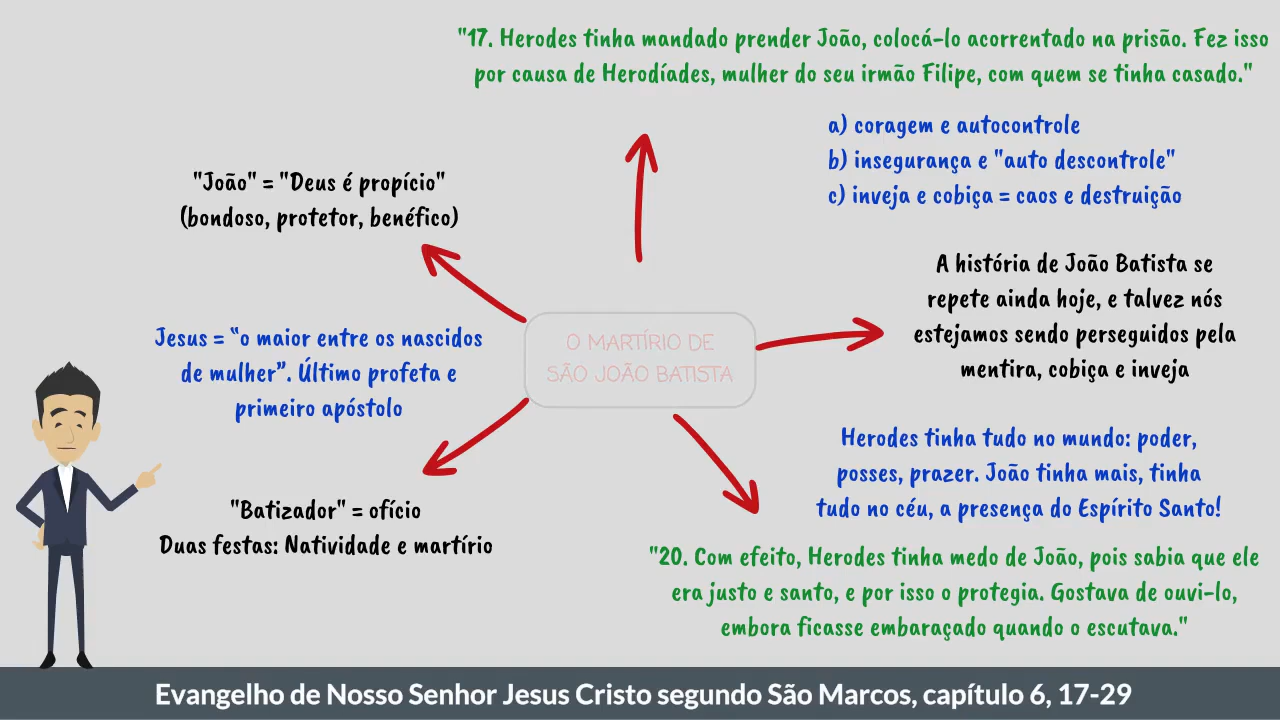 "17. Herodes tinha mandado prender João, colocá-lo acorrentado na prisão. Fez isso
por causa de Herodíades, mulher do seu irmão Filipe, com quem se tinha casado."
a) coragem e autocontrole
b) insegurança e "auto descontrole"
c) inveja e cobiça = caos e destruição
"João" = "Deus é propício"
(bondoso, protetor, benéfico)
A história de João Batista se
repete ainda hoje, e talvez nós
estejamos sendo perseguidos pela
mentira, cobiça e inveja
O MARTÍRIO DE
SÃO JOÃO BATISTA
Jesus = “o maior entre os nascidos
de mulher”. Último profeta e
primeiro apóstolo
Herodes tinha tudo no mundo: poder,
posses, prazer. João tinha mais, tinha
tudo no céu, a presença do Espírito Santo!
"Batizador" = ofício
Duas festas: Natividade e martírio
"20. Com efeito, Herodes tinha medo de João, pois sabia que ele
era justo e santo, e por isso o protegia. Gostava de ouvi-lo,
embora ficasse embaraçado quando o escutava."
Evangelho de Nosso Senhor Jesus Cristo segundo São Marcos, capítulo 6, 17-29